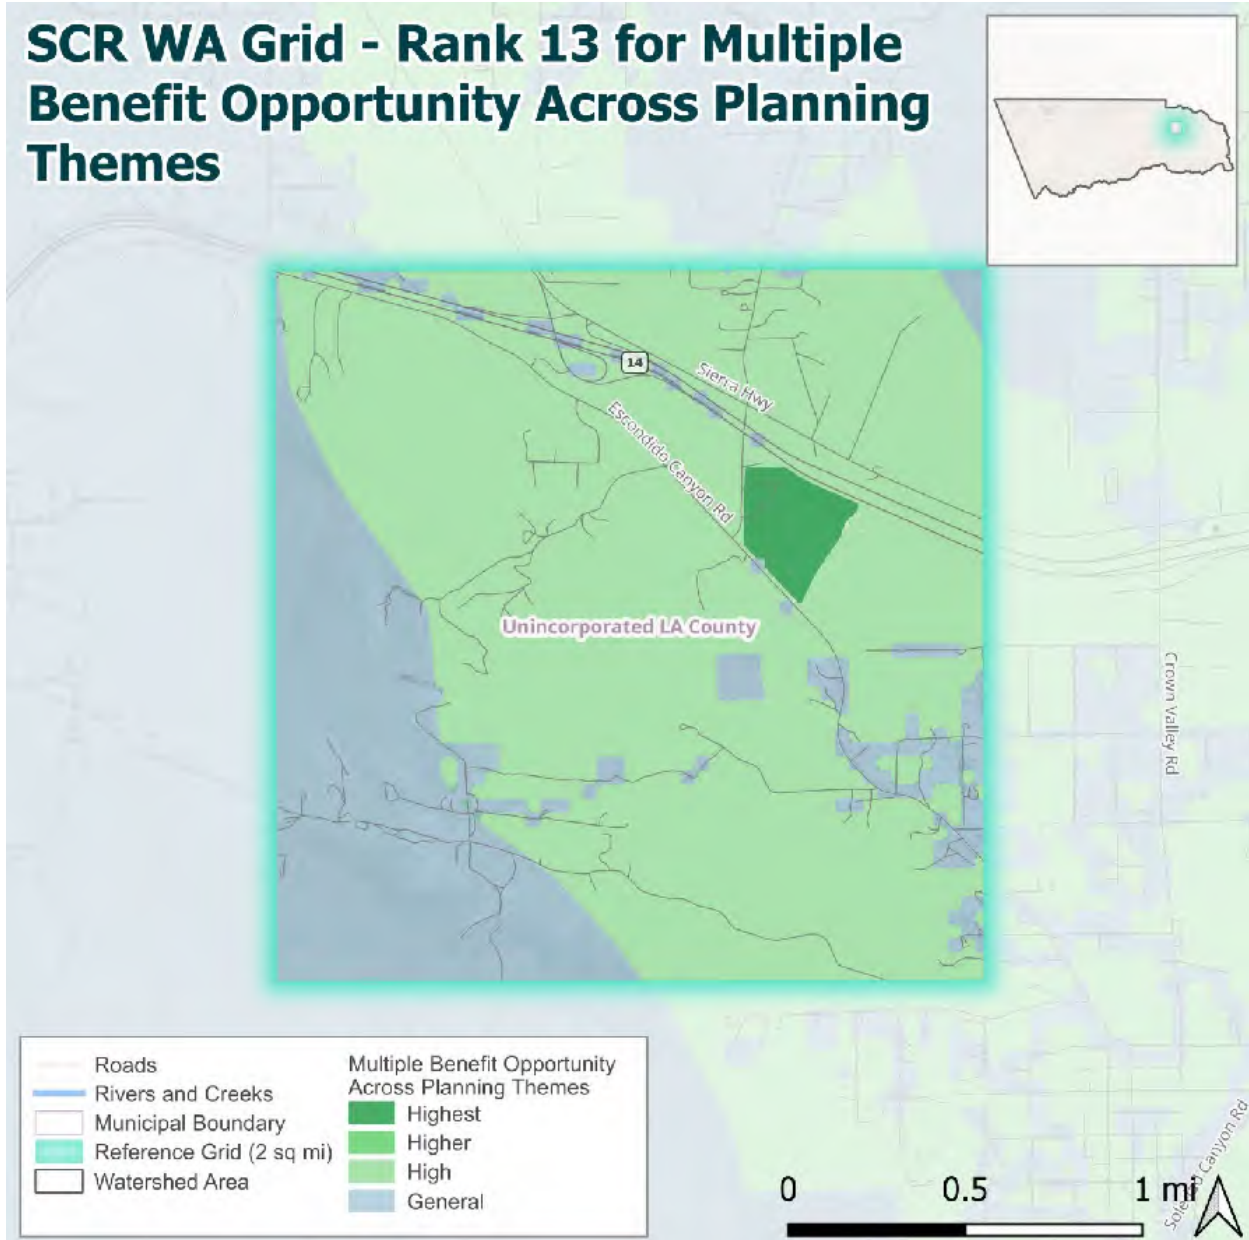 SCR WA Grid - Rank 13 for Multiple
Benefit Opportunity Across Planning
Themes
14
Sierra Hwy
Escondido Canyon Rd
Unincorporated LA County
Crown Valley Rd
Roads
Rivers and Creeks
Municipal Boundary
Reference Grid (2 sq mi)
Watershed Area
Multiple Benefit Opportunity
Across Planning Themes
Highest
Higher
High
General
0 0.5 1 mi
Canyon Rd